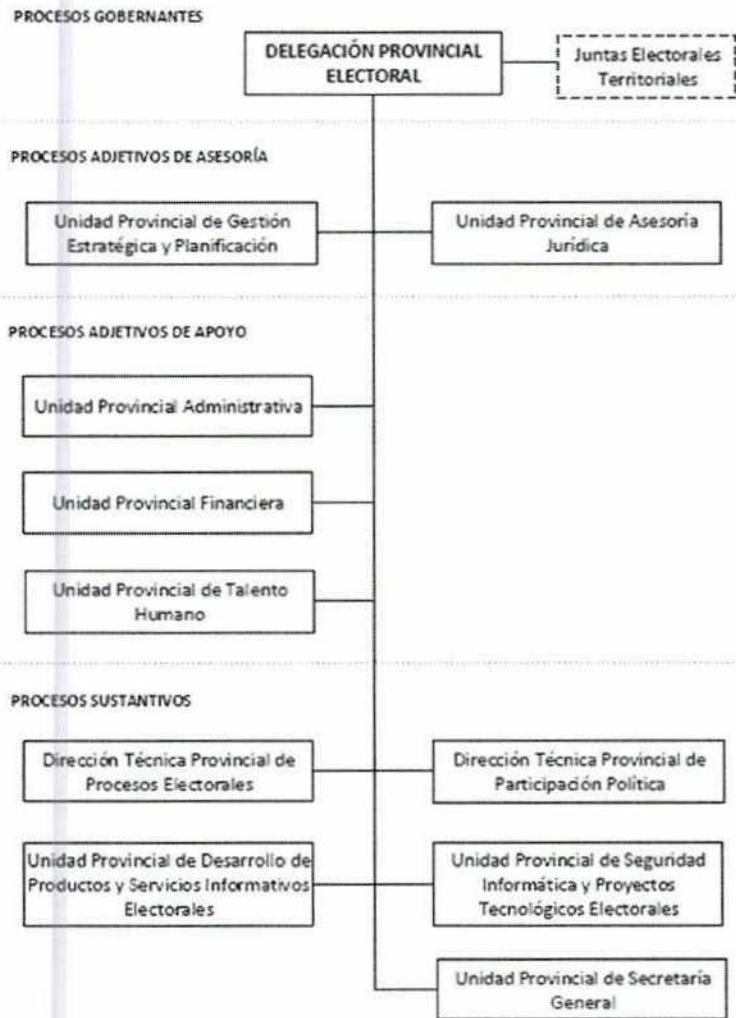 PROCESOS GOBERNANTES
DELEGACIÓN PROVINCIAL
ELECTORAL
Juntas Electorales
Territoriales
PROCESOS ADJETIVOS DE ASESORÍA
Unidad Provincial de Gestión
Estratégica y Planificación
Unidad Provincial de Asesoría
Jurídica
PROCESOS ADJETIVOS DE APOYO
Unidad Provincial Administrativa
Unidad Provincial Financiera
Unidad Provincial de Talento
Humano
PROCESOS SUSTANTIVOS
Dirección Técnica Provincial de
Procesos Electorales
Dirección Técnica Provincial de
Participación Política
Unidad Provincial de Desarrollo de
Productos y Servicios Informativos
Electorales
Unidad Provincial de Seguridad
Informática y Proyectos
Tecnológicos Electorales
Unidad Provincial de Secretaría
General